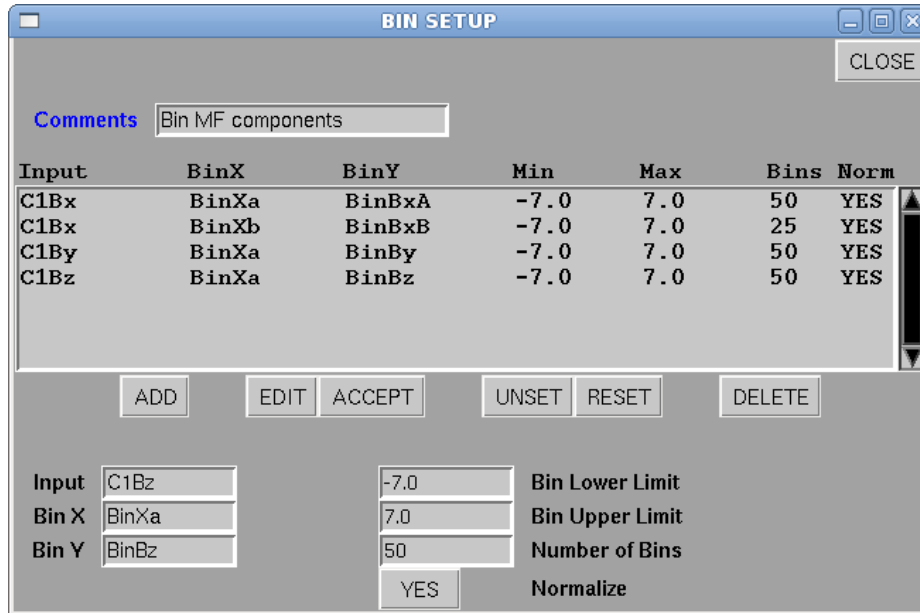 BIN SETUP
CLOSE
Comments Bin MF components
Input BinX BinY Min Max Bins Norm
C1Bx BinXa BinBxA -7.0 7.0 50 YES
C1Bx BinXb BinBxB -7.0 7.0 25 YES
C1By BinXa BinBy -7.0 7.0 50 YES
C1Bz BinXa BinBz -7.0 7.0 50 YES
ADD EDIT ACCEPT UNSET RESET DELETE
Input C1Bz -7.0 Bin Lower Limit
Bin X BinXa 7.0 Bin Upper Limit
Bin Y BinBz 50 Number of Bins
YES Normalize